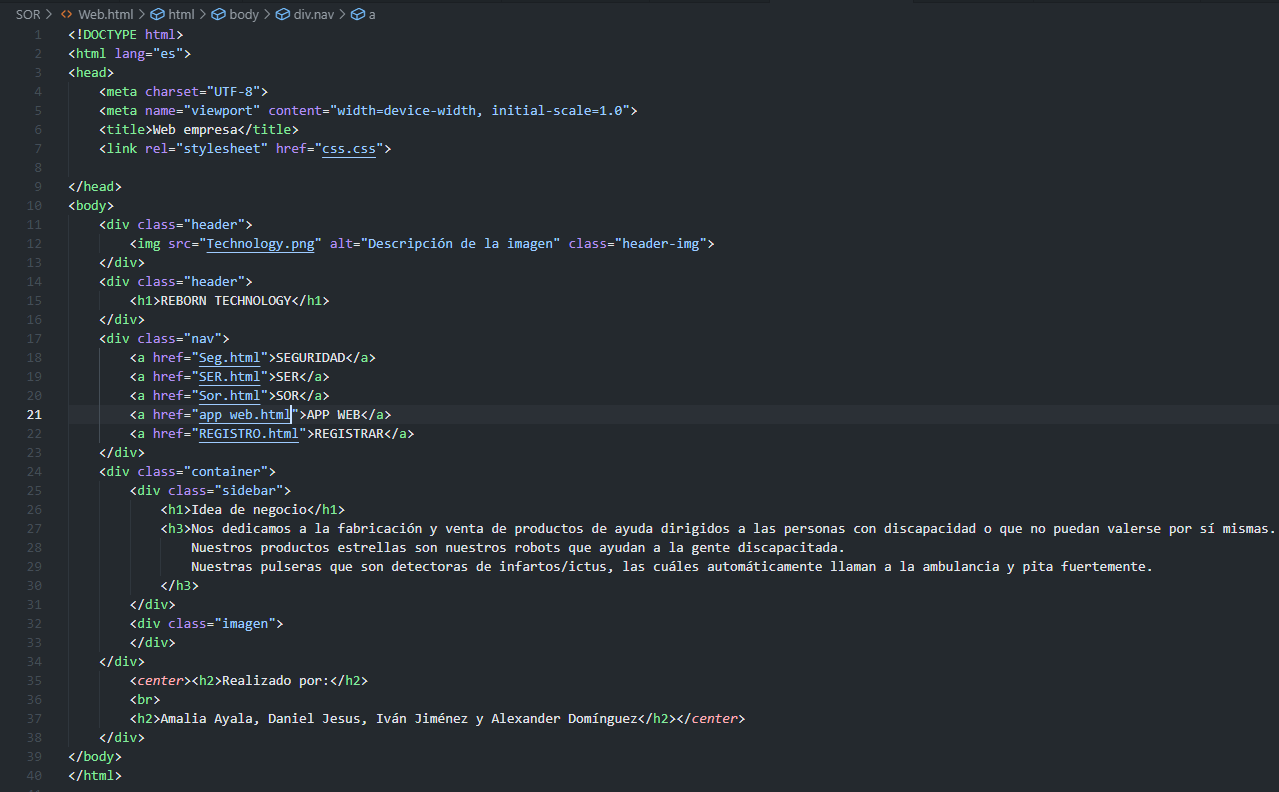 SOR > <> Web.html > html > body > div.nav > a
1 <!DOCTYPE html>
2 <html lang="es">
3 <head>
4 <meta charset="UTF-8">
5 <meta name="viewport" content="width=device-width, initial-scale=1.0">
6 <title>Web empresa</title>
7 <link rel="stylesheet" href="css.css">
8
9 </head>
10 <body>
11 <div class="header">
12 <img src="Technology.png" alt="Descripción de la imagen" class="header-img">
13 </div>
14 <div class="header">
15 <h1>REBORN TECHNOLOGY</h1>
16 </div>
17 <div class="nav">
18 <a href="Seg.html">SEGURIDAD</a>
19 <a href="SER.html">SER</a>
20 <a href="Sor.html">SOR</a>
21 <a href="app web.html">APP WEB</a>
22 <a href="REGISTRO.html">REGISTRAR</a>
23 </div>
24 <div class="container">
25 <div class="sidebar">
26 <h1>Idea de negocio</h1>
27 <h3>Nos dedicamos a la fabricación y venta de productos de ayuda dirigidos a las personas con discapacidad o que no puedan valerse por sí mismas.
28 Nuestros productos estrellas son nuestros robots que ayudan a la gente discapacitada.
29 Nuestras pulseras que son detectoras de infartos/ictus, las cuáles automáticamente llaman a la ambulancia y pita fuertemente.
30 </h3>
31 </div>
32 <div class="imagen">
33 </div>
34 </div>
35 <center><h2>Realizado por:</h2>
36 <br>
37 <h2>Amalia Ayala, Daniel Jesus, Iván Jiménez y Alexander Domínguez</h2></center>
38 </div>
39 </body>
40 </html>